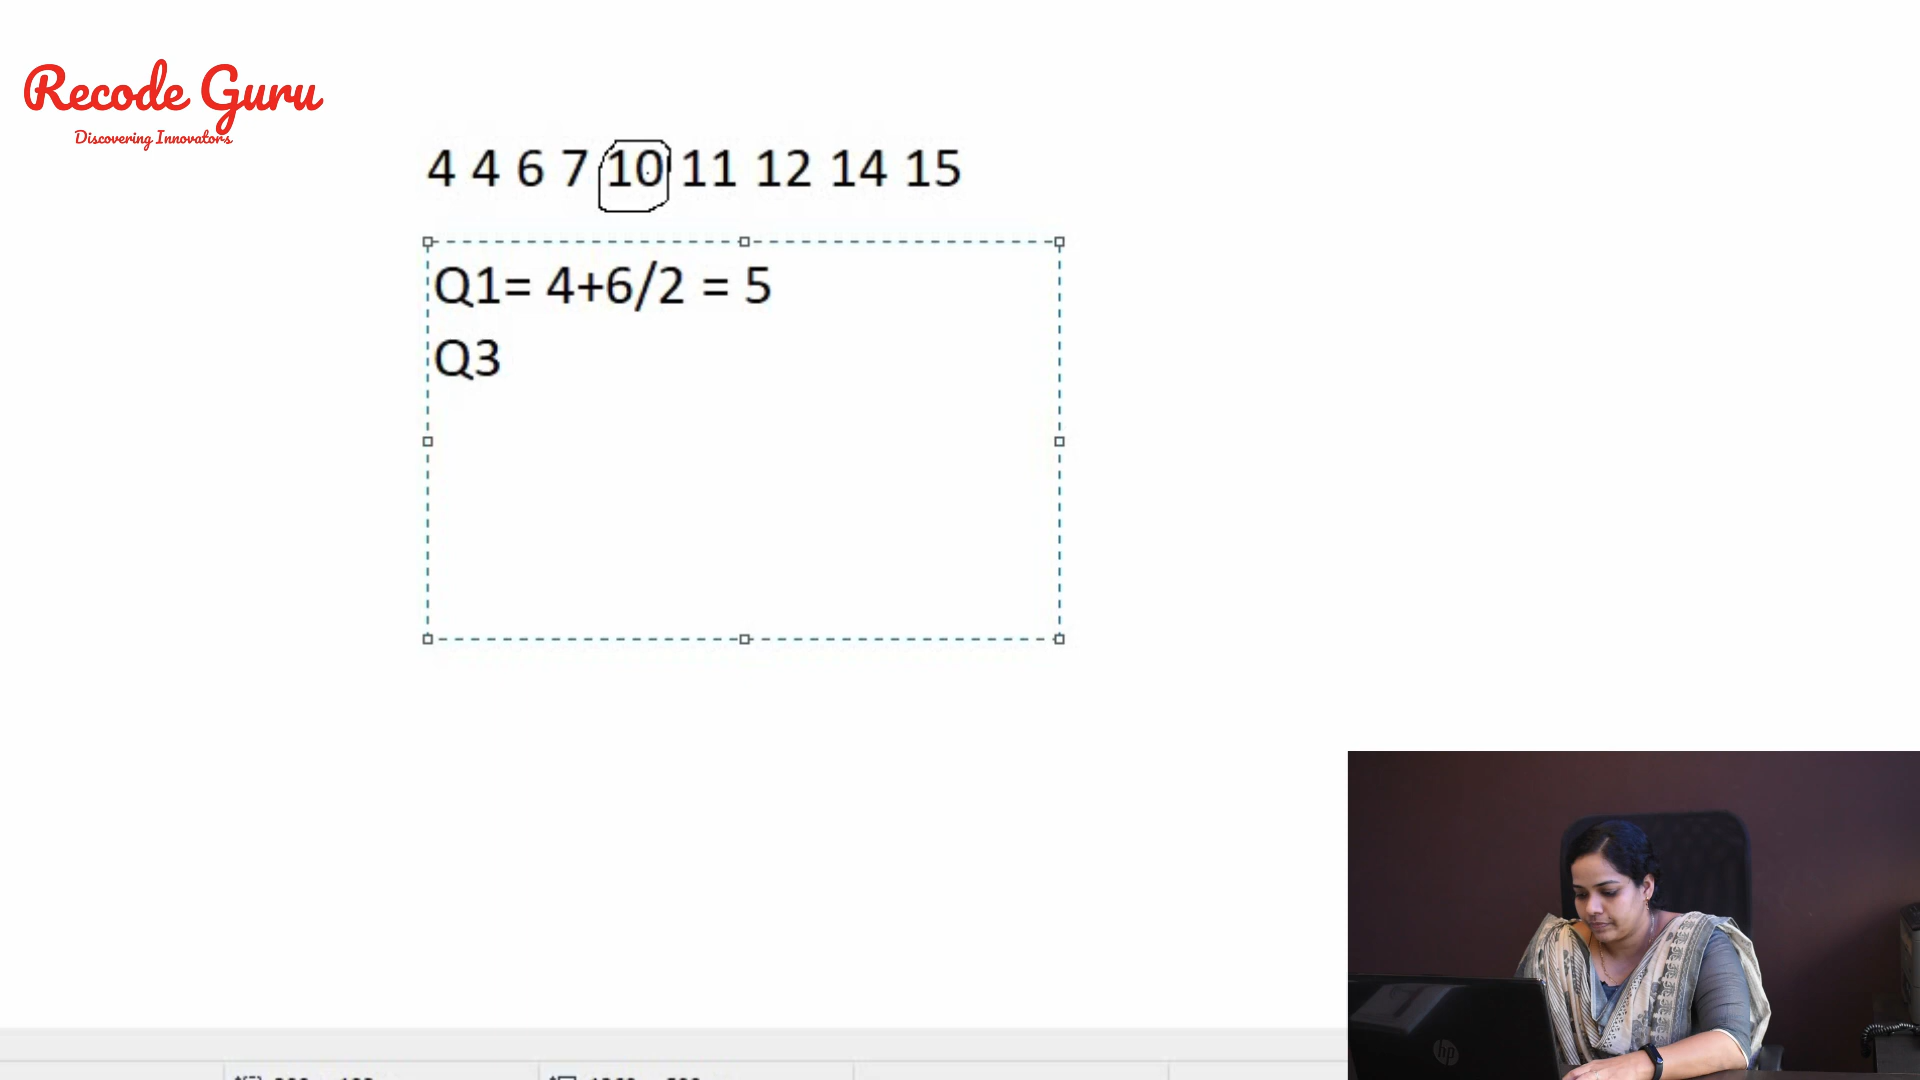 Recode Guru
Discovering Innovators
4 4 6 7 10 11 12 14 15
Q1= 4+6/2 = 5
Q3
hp